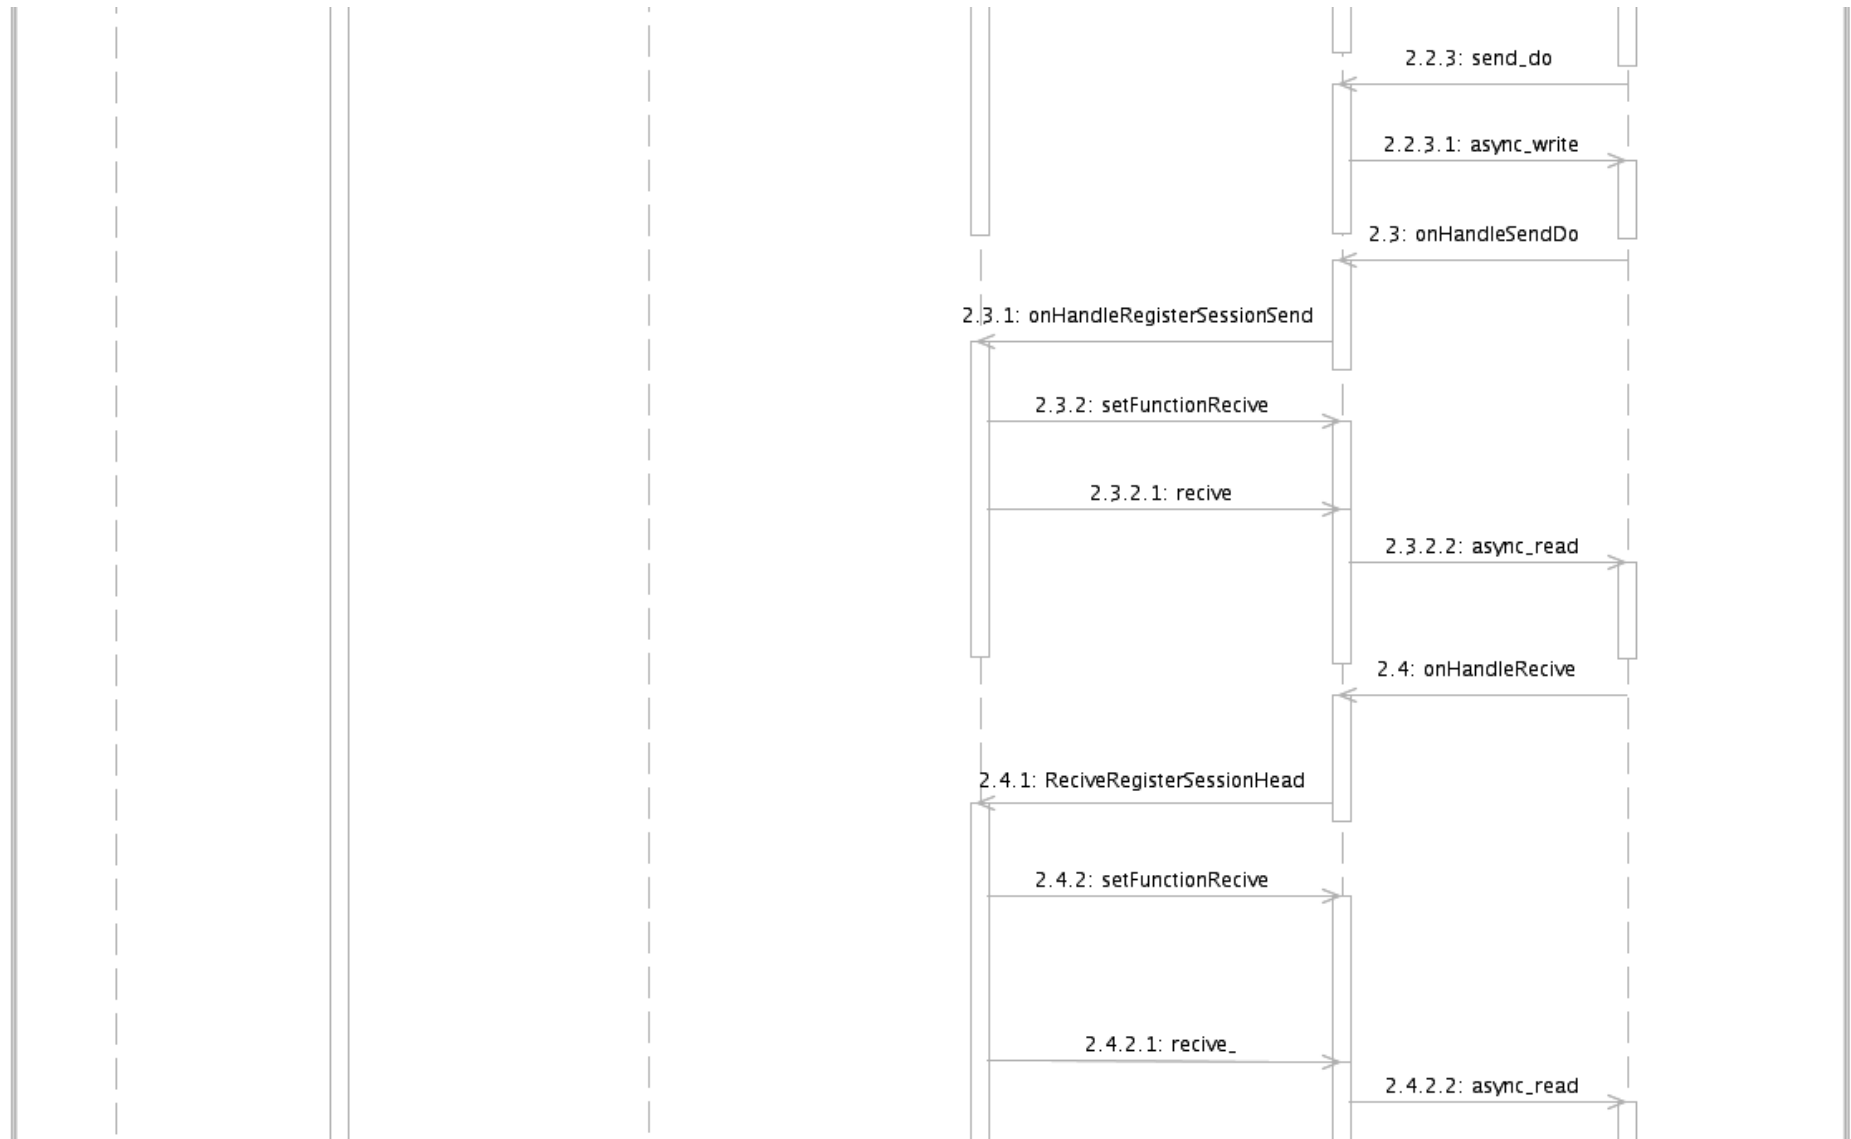 2.2.3: send_do
2.2.3.1: async_write
2.3: onHandleSendDo
2.3.1: onHandleRegisterSessionSend
2.3.2: setFunctionRecive
2.3.2.1: recive
2.3.2.2: async_read
2.4: onHandleRecive
2.4.1: ReciveRegisterSessionHead
2.4.2: setFunctionRecive
2.4.2.1: recive_
2.4.2.2: async_read